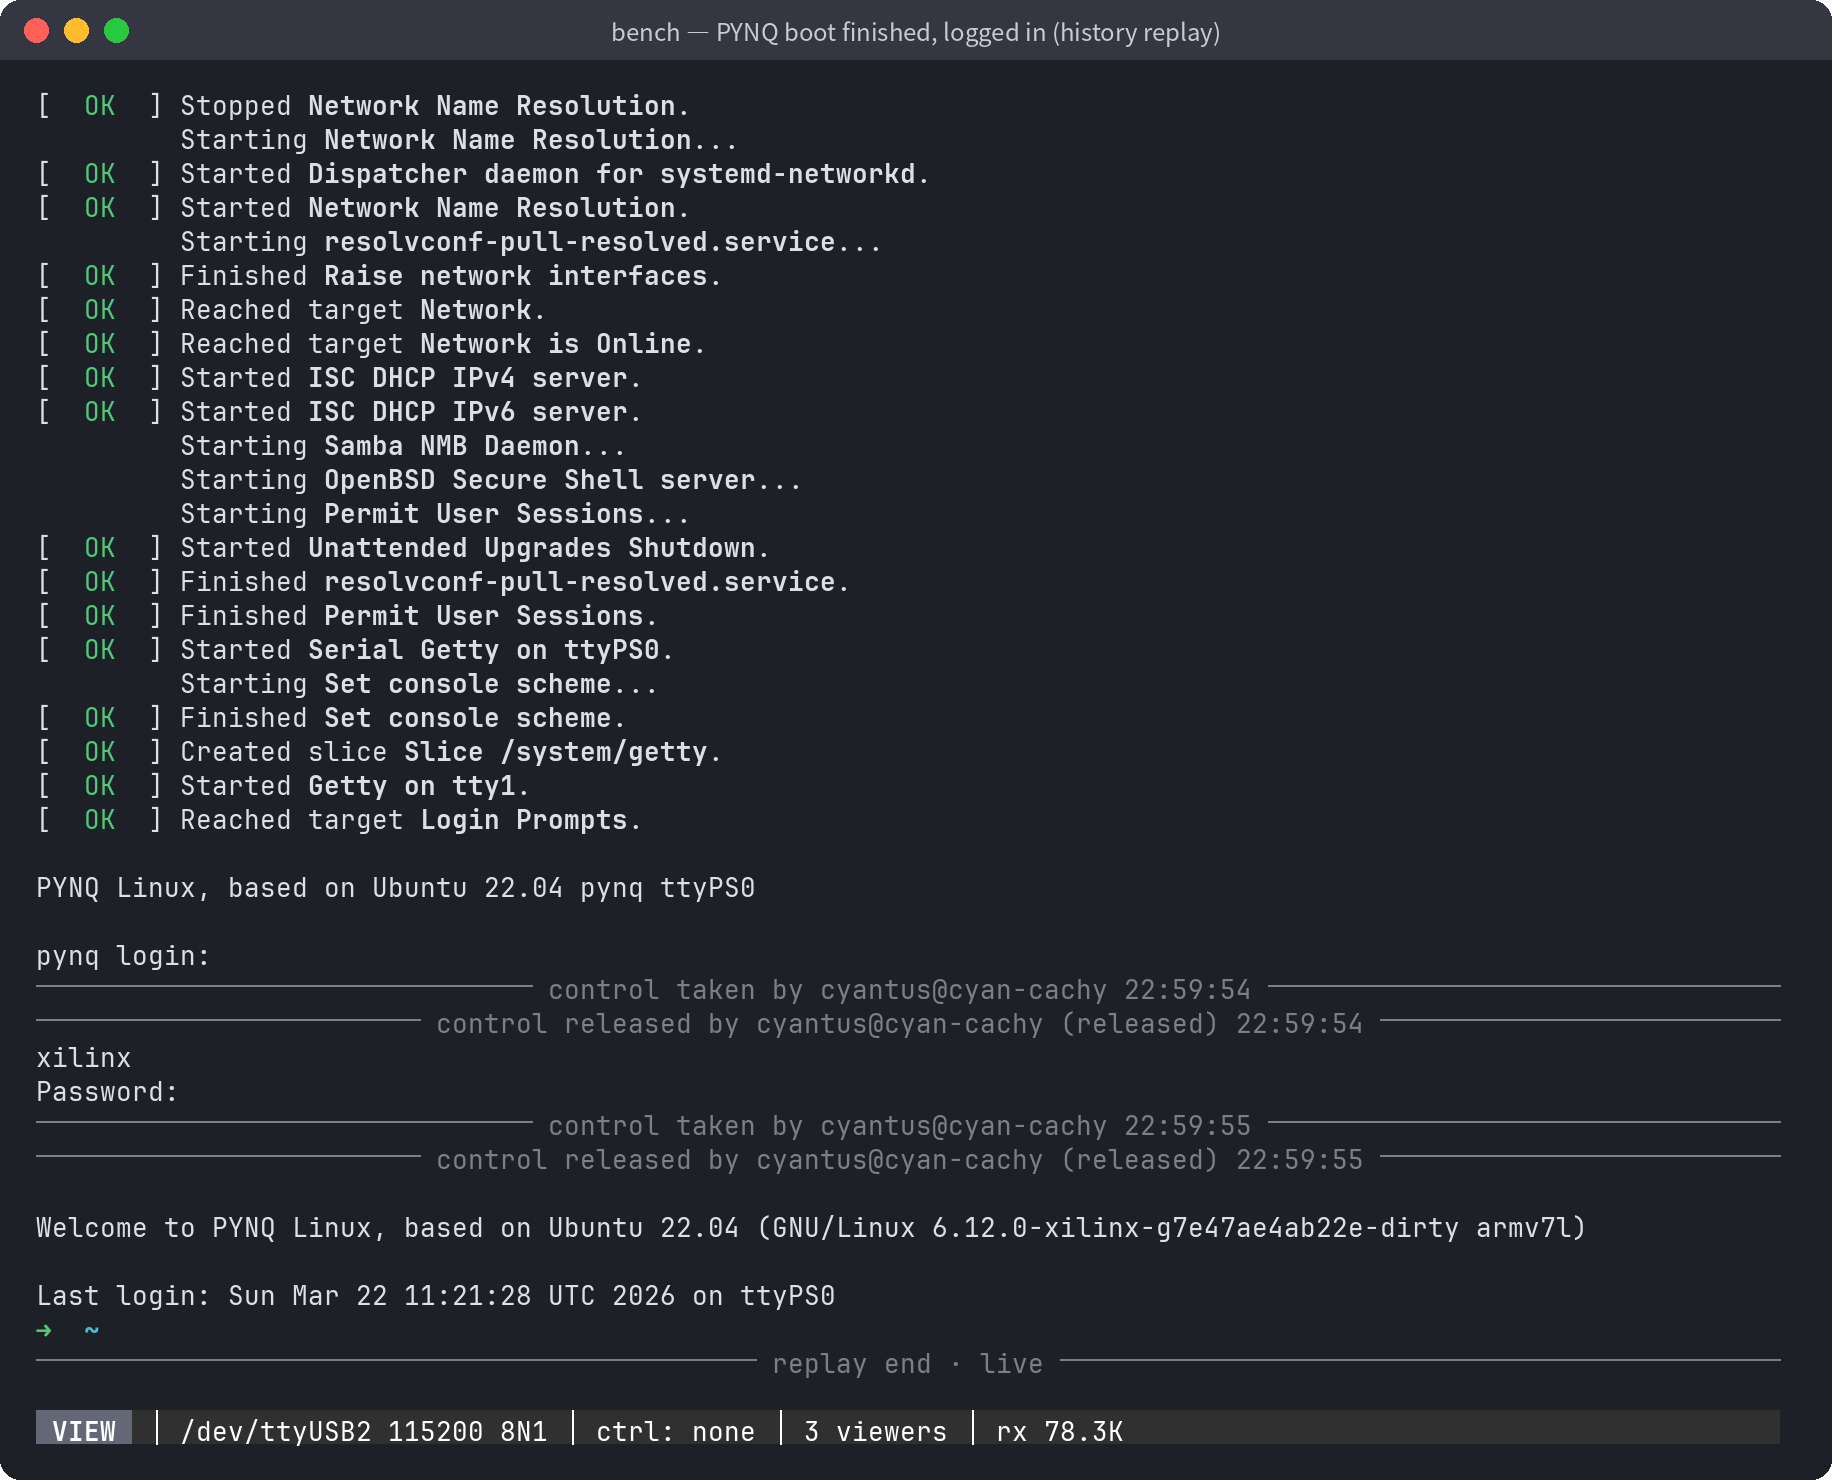 bench — PYNQ boot finished, logged in (history replay)
[  OK  ] Stopped Network Name Resolution.
Starting Network Name Resolution...
[  OK  ] Started Dispatcher daemon for systemd-networkd.
[  OK  ] Started Network Name Resolution.
Starting resolvconf-pull-resolved.service...
[  OK  ] Finished Raise network interfaces.
[  OK  ] Reached target Network.
[  OK  ] Reached target Network is Online.
[  OK  ] Started ISC DHCP IPv4 server.
[  OK  ] Started ISC DHCP IPv6 server.
Starting Samba NMB Daemon...
Starting OpenBSD Secure Shell server...
Starting Permit User Sessions...
[  OK  ] Started Unattended Upgrades Shutdown.
[  OK  ] Finished resolvconf-pull-resolved.service.
[  OK  ] Finished Permit User Sessions.
[  OK  ] Started Serial Getty on ttyPS0.
Starting Set console scheme...
[  OK  ] Finished Set console scheme.
[  OK  ] Created slice Slice /system/getty.
[  OK  ] Started Getty on tty1.
[  OK  ] Reached target Login Prompts.
PYNQ Linux, based on Ubuntu 22.04 pynq ttyPS0
pynq login:
control taken by cyantus@cyan-cachy 22:59:54
control released by cyantus@cyan-cachy (released) 22:59:54
xilinx
Password:
control taken by cyantus@cyan-cachy 22:59:55
control released by cyantus@cyan-cachy (released) 22:59:55
Welcome to PYNQ Linux, based on Ubuntu 22.04 (GNU/Linux 6.12.0-xilinx-g7e47ae4ab22e-dirty armv7l)
Last login: Sun Mar 22 11:21:28 UTC 2026 on ttyPS0
➜  ~
replay end · live
VIEW │ /dev/ttyUSB2 115200 8N1 │ ctrl: none │ 3 viewers │ rx 78.3K